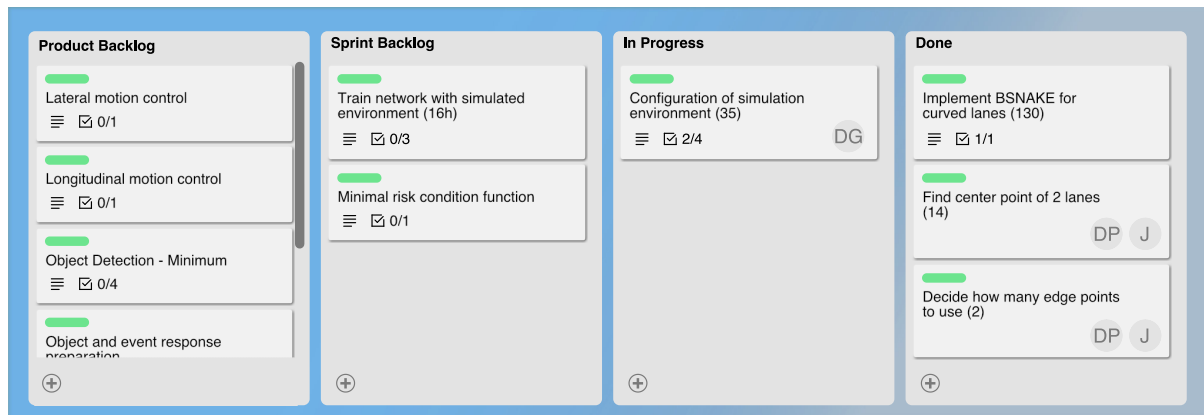 Product Backlog
Lateral motion control
0/1
Longitudinal motion control
0/1
Object Detection - Minimum
0/4
Object and event response
preparation
Sprint Backlog
Train network with simulated
environment (16h)
0/3
Minimal risk condition function
0/1
In Progress
Configuration of simulation
environment (35)
2/4
DG
Done
Implement BSNAKE for
curved lanes (130)
1/1
Find center point of 2 lanes
(14)
DP J
Decide how many edge points
to use (2)
DP J